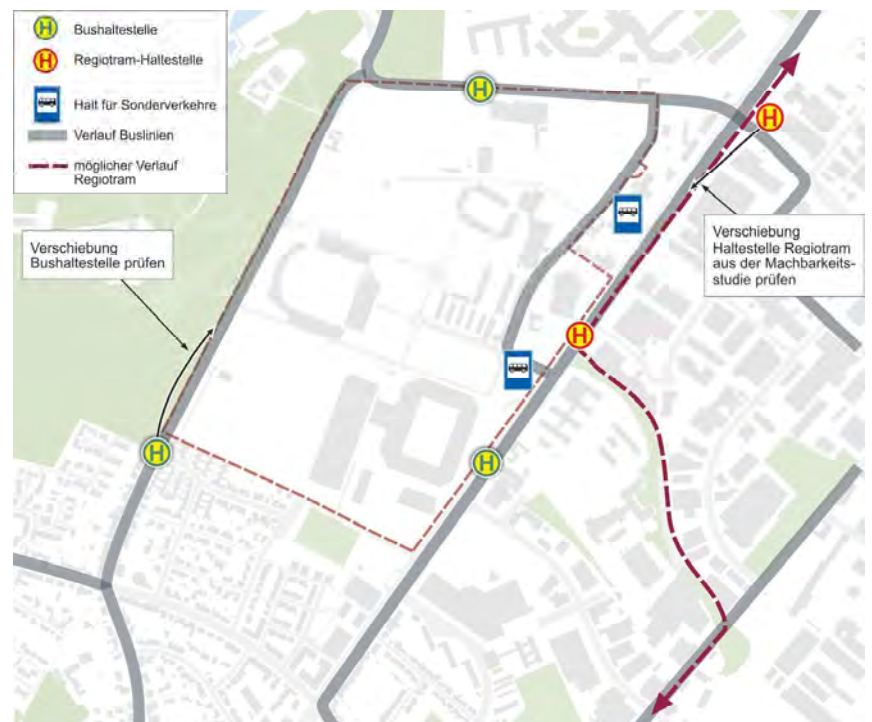 H Bushaltestelle
H Regiotram-Haltestelle
Halt für Sonderverkehre
Verlauf Buslinien
möglicher Verlauf
Regiotram
H
H
Verschiebung
Bushaltestelle prüfen
Verschiebung
Haltestelle Regiotram
aus der Machbarkeits-
studie prüfen
H
H
H